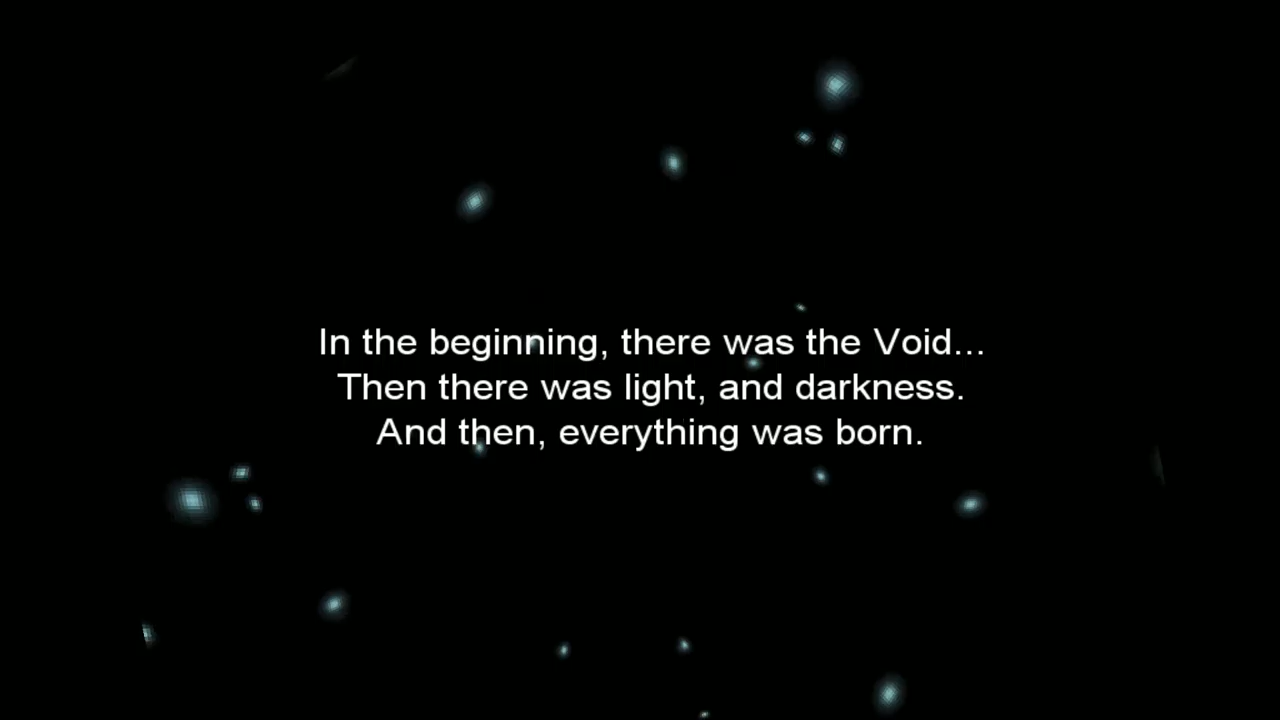 In the beginning, there was the Void...
Then there was light, and darkness.
And then, everything was born.